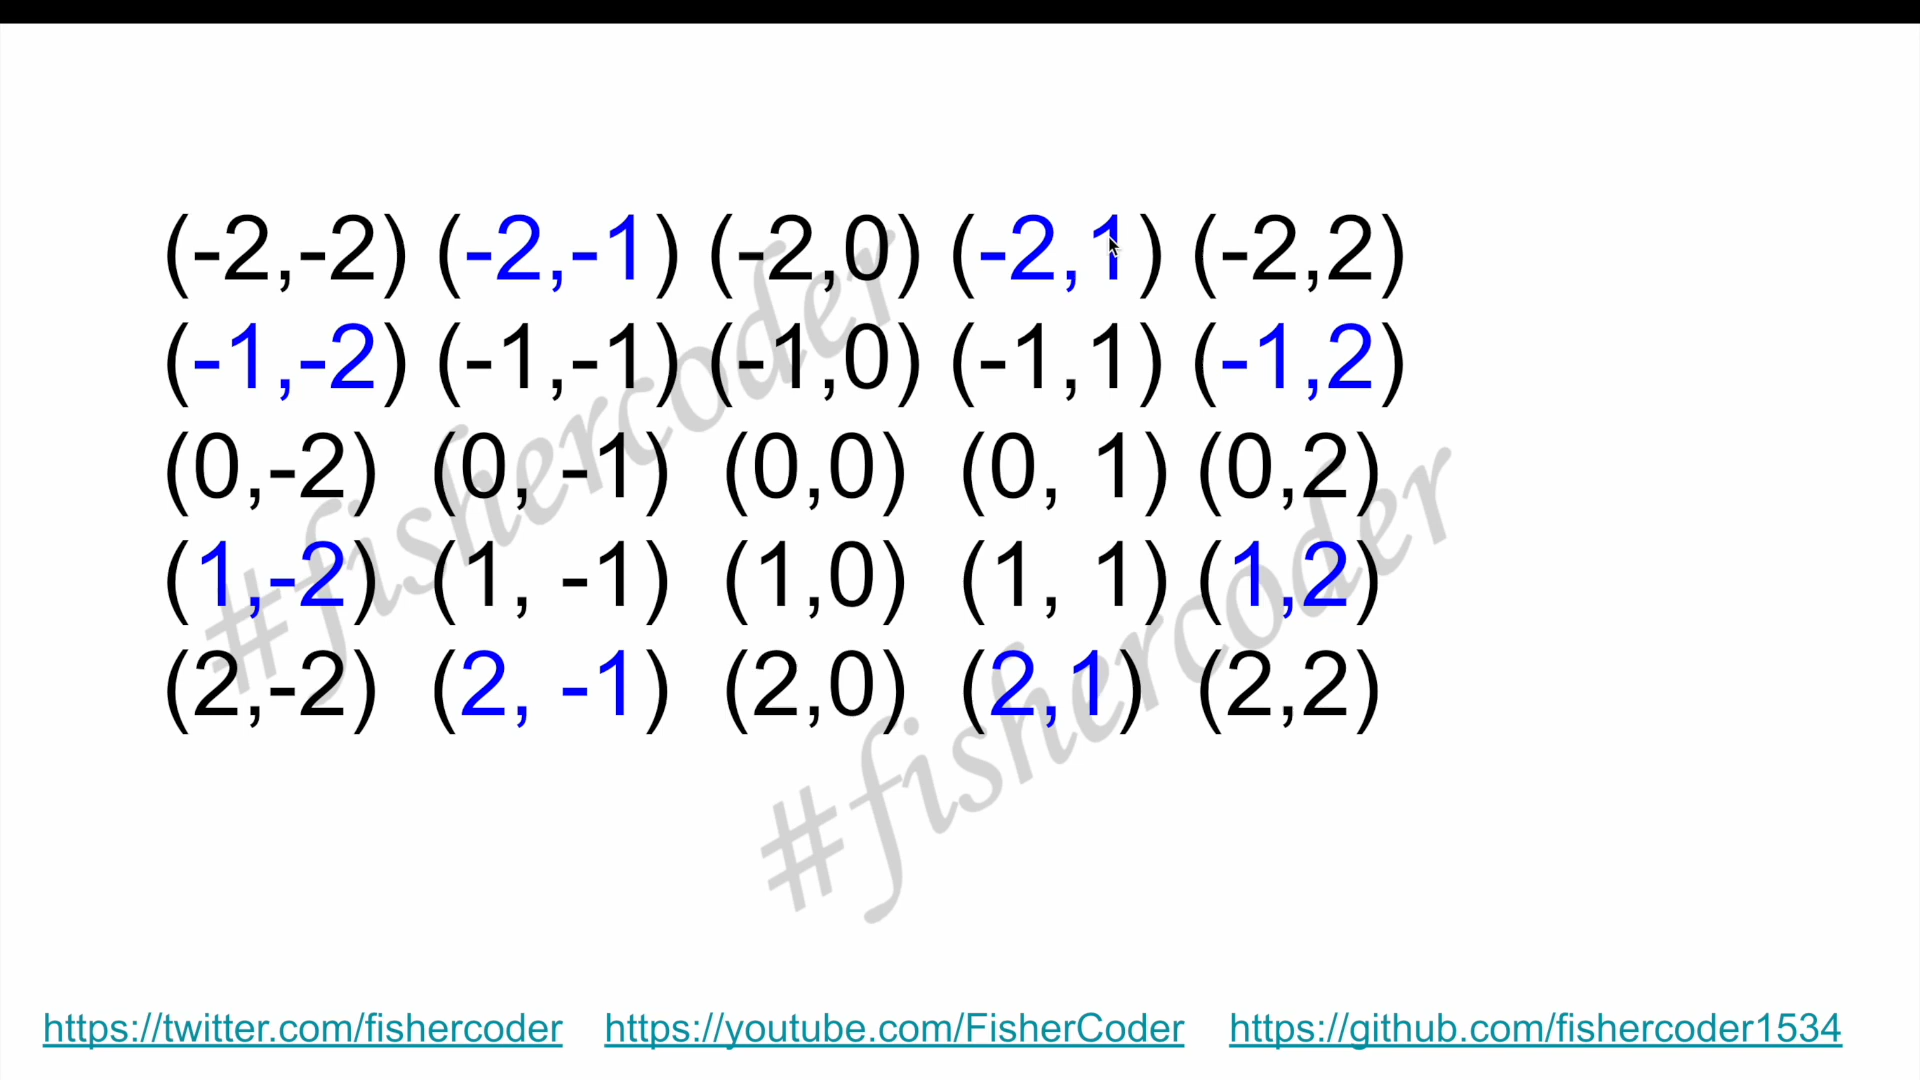 (-2,-2) (-2,-1) (-2,0) (-2,1) (-2,2)
(-1,-2) (-1,-1) (-1,0) (-1,1) (-1,2)
(0,-2) (0, -1) (0,0) (0, 1) (0,2)
(1,-2) (1, -1) (1,0) (1, 1) (1,2)
(2,-2) (2, -1) (2,0) (2,1) (2,2)
#fishercoder
#fishercoder
https://twitter.com/fishercoder https://youtube.com/FisherCoder https://github.com/fishercoder1534